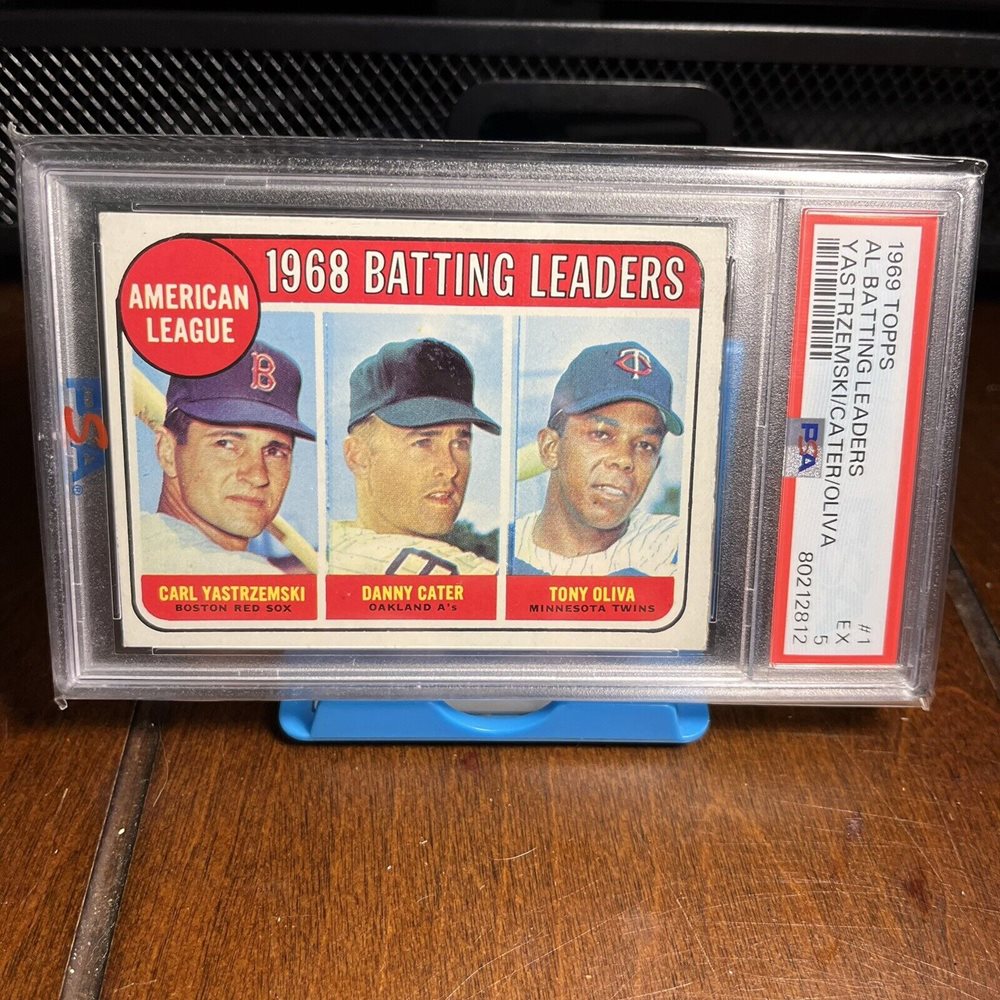 AMERICAN
LEAGUE
1968 BATTING LEADERS
B
TC
CARL YASTRZEMSKI
BOSTON RED SOX
DANNY CATER
OAKLAND A's
TONY OLIVA
MINNESOTA TWINS
1969 TOPPS
AL BATTING LEADERS
YASTRZEMSKI/CATER/OLIVA
#1
EX
5
80212812
PSA
PSA